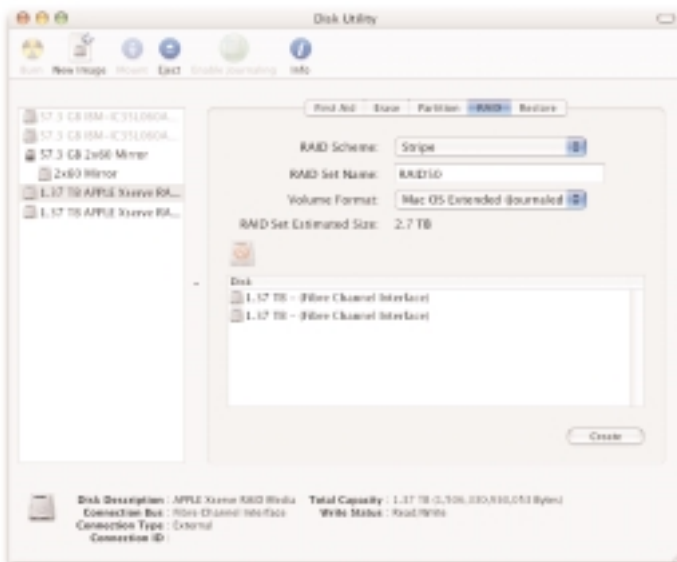 Disk Utility
Burn New Image Mount Eject Enable Journaling Info
57.3 GB IBM-IC35L060A...
57.3 GB IBM-IC35L060A...
57.3 GB 2x60 Mirror
2x60 Mirror
1.37 TB APPLE Xserve RA...
1.37 TB APPLE Xserve RA...
First Aid Erase Partition RAID Restore
RAID Scheme: Stripe
RAID Set Name: RAID50
Volume Format: Mac OS Extended (Journaled
RAID Set Estimated Size: 2.7 TB
Disk
1.37 TB - (Fibre Channel Interface)
1.37 TB - (Fibre Channel Interface)
Create
Disk Description : APPLE Xserve RAID Media Total Capacity : 1.37 TB
Connection Bus : Fibre Channel Interface Write Status : Read/Write
Connection Type : External
Connection ID :